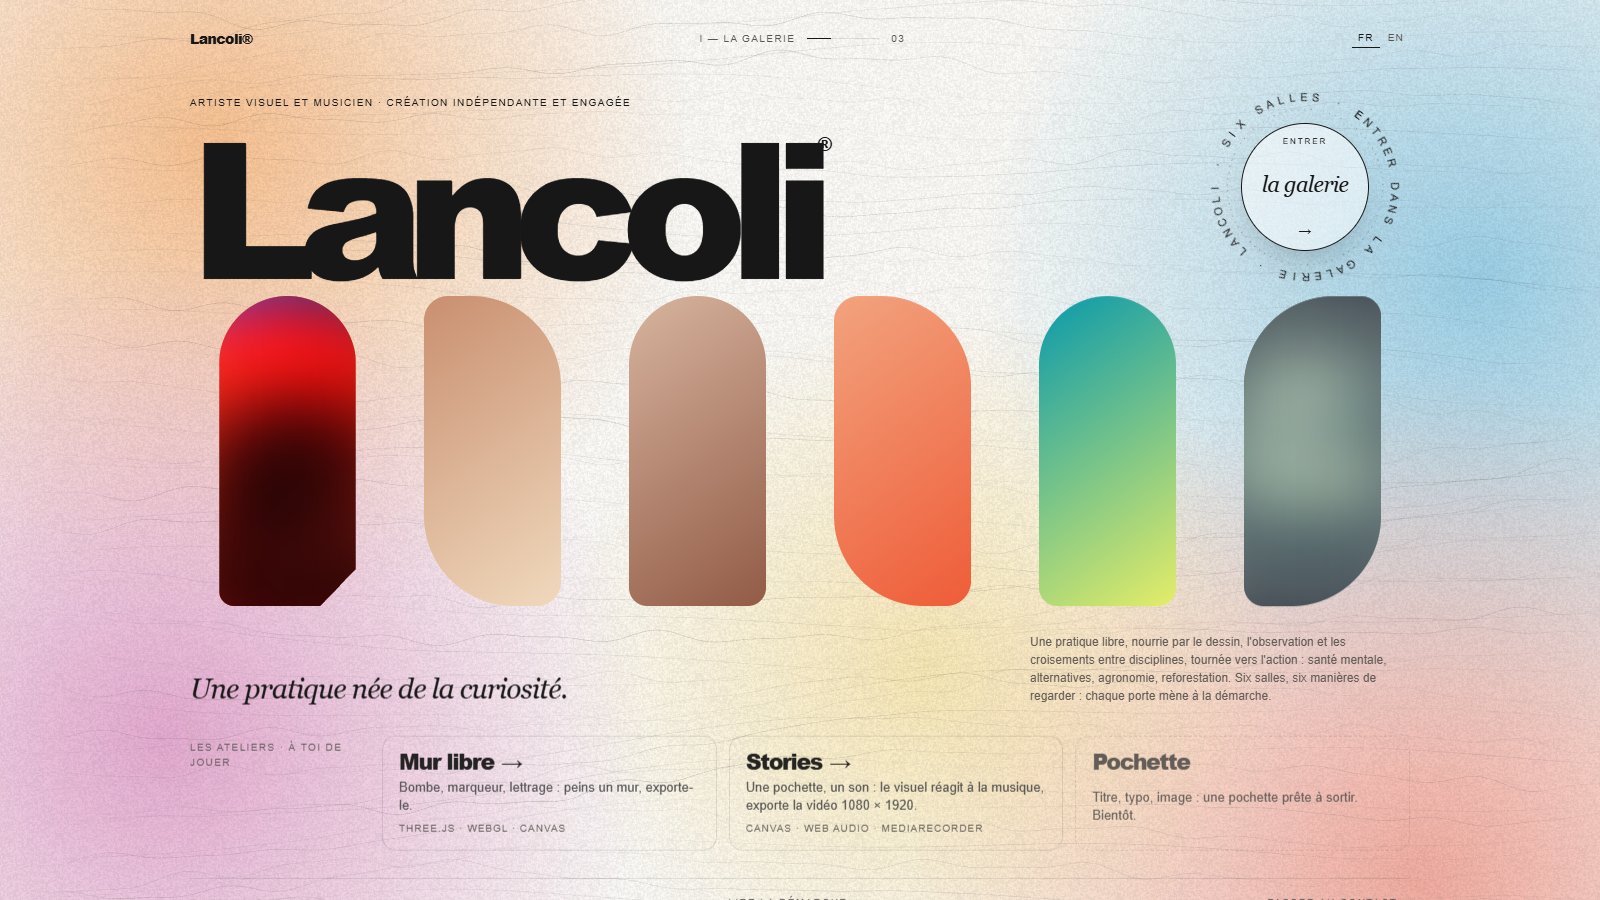 Lancoli®
I — LA GALERIE
03
FR EN
ARTISTE VISUEL ET MUSICIEN · CRÉATION INDÉPENDANTE ET ENGAGÉE
Lancoli®
ENTRER DANS LA GALERIE · LANCOLI · SIX SALLES ·
ENTRER
la galerie
→
Une pratique libre, nourrie par le dessin, l'observation et les
croisements entre disciplines, tournée vers l'action : santé mentale,
alternatives, agronomie, reforestation. Six salles, six manières de
regarder : chaque porte mène à la démarche.
Une pratique née de la curiosité.
LES ATELIERS · À TOI DE
JOUER
Mur libre →
Bombe, marqueur, lettrage : peins un mur, exporte-
le.
THREE.JS · WEBGL · CANVAS
Stories →
Une pochette, un son : le visuel réagit à la musique,
exporte la vidéo 1080 × 1920.
CANVAS · WEB AUDIO · MEDIARECORDER
Pochette
Titre, typo, image : une pochette prête à sortir.
Bientôt.